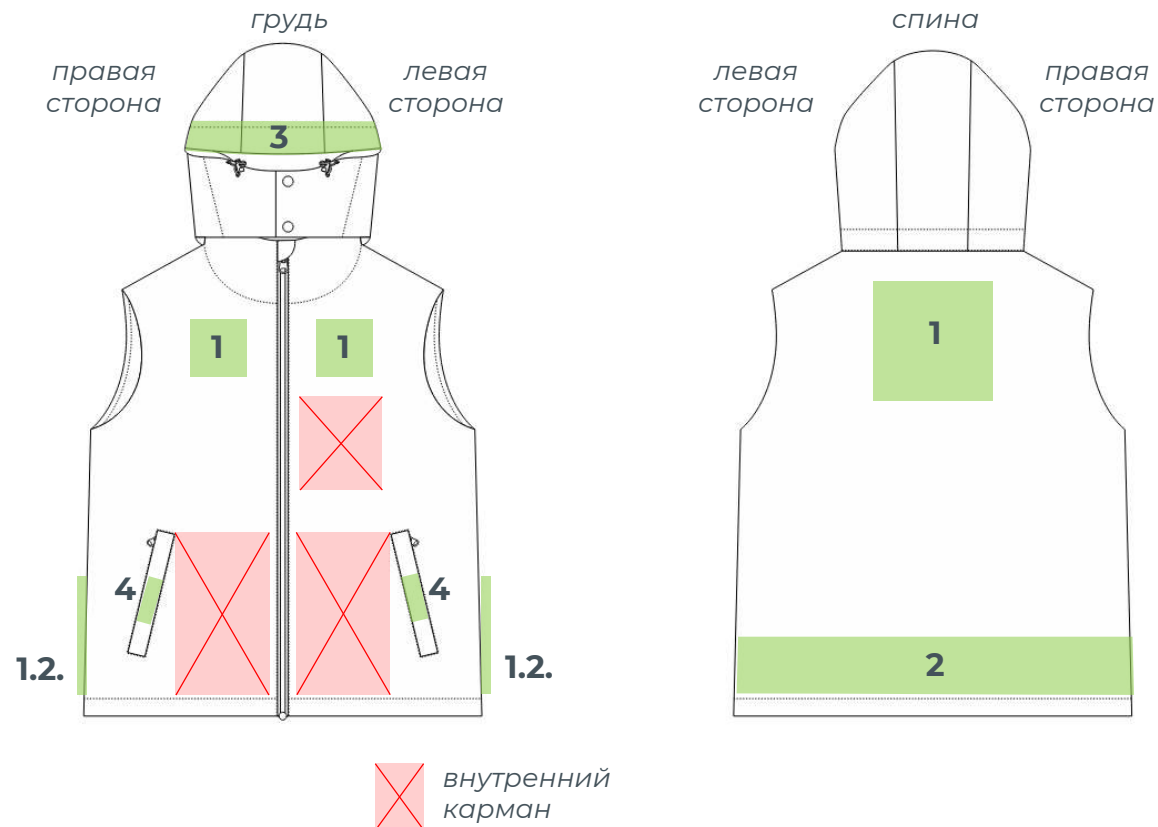 грудь
спина
правая
сторона
левая
сторона
левая
сторона
правая
сторона
3
1
1
1
4
4
1.2.
1.2.
2
внутренний
карман